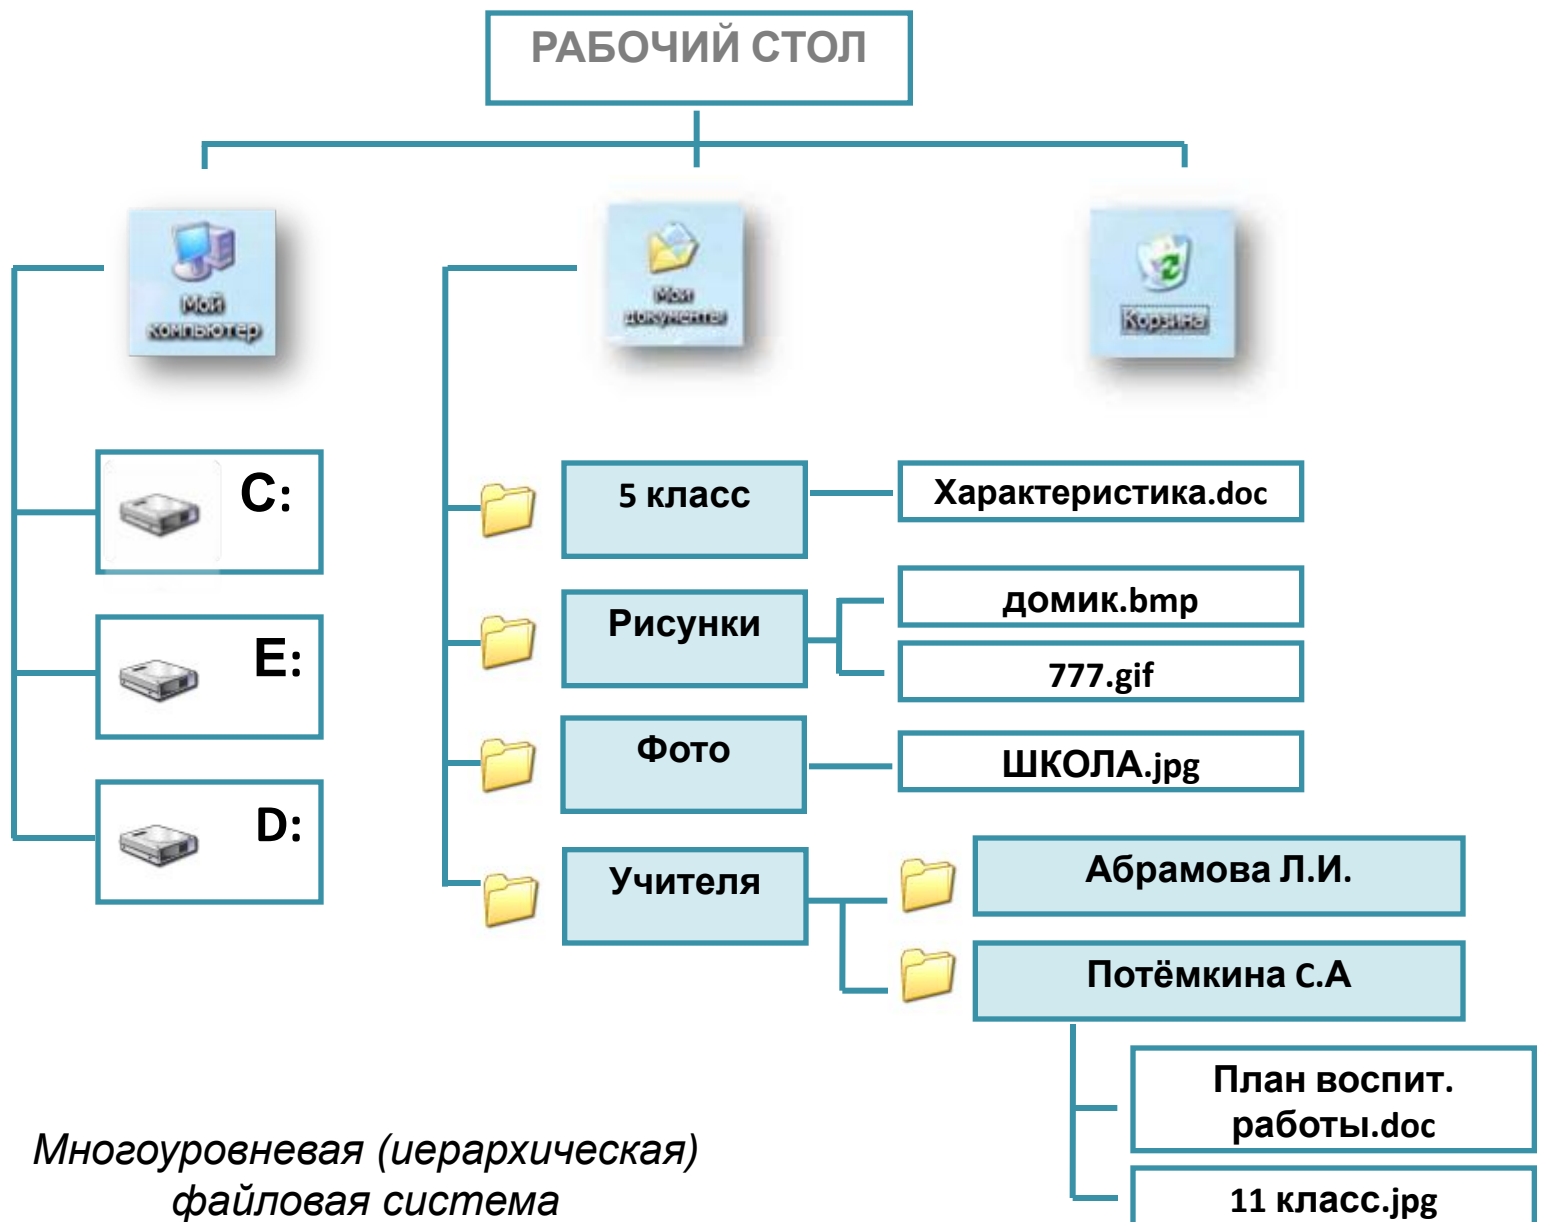 РАБОЧИЙ СТОЛ
Мой
компьютер
Мои
документы
Корзина
C:
E:
D:
5 класс
Характеристика.doc
Рисунки
домик.bmp
777.gif
Фото
ШКОЛА.jpg
Учителя
Абрамова Л.И.
Потёмкина С.А
План воспит.
работы.doc
11 класс.jpg
Многоуровневая (иерархическая)
файловая система